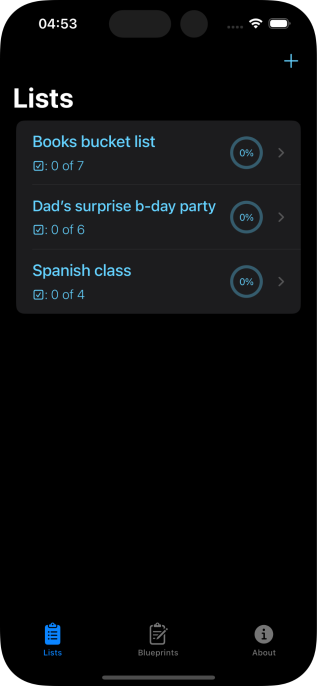 04:53
Lists
Books bucket list
0%
: 0 of 7
Dad's surprise b-day party
0%
: 0 of 6
Spanish class
0%
: 0 of 4
Lists
Blueprints
About